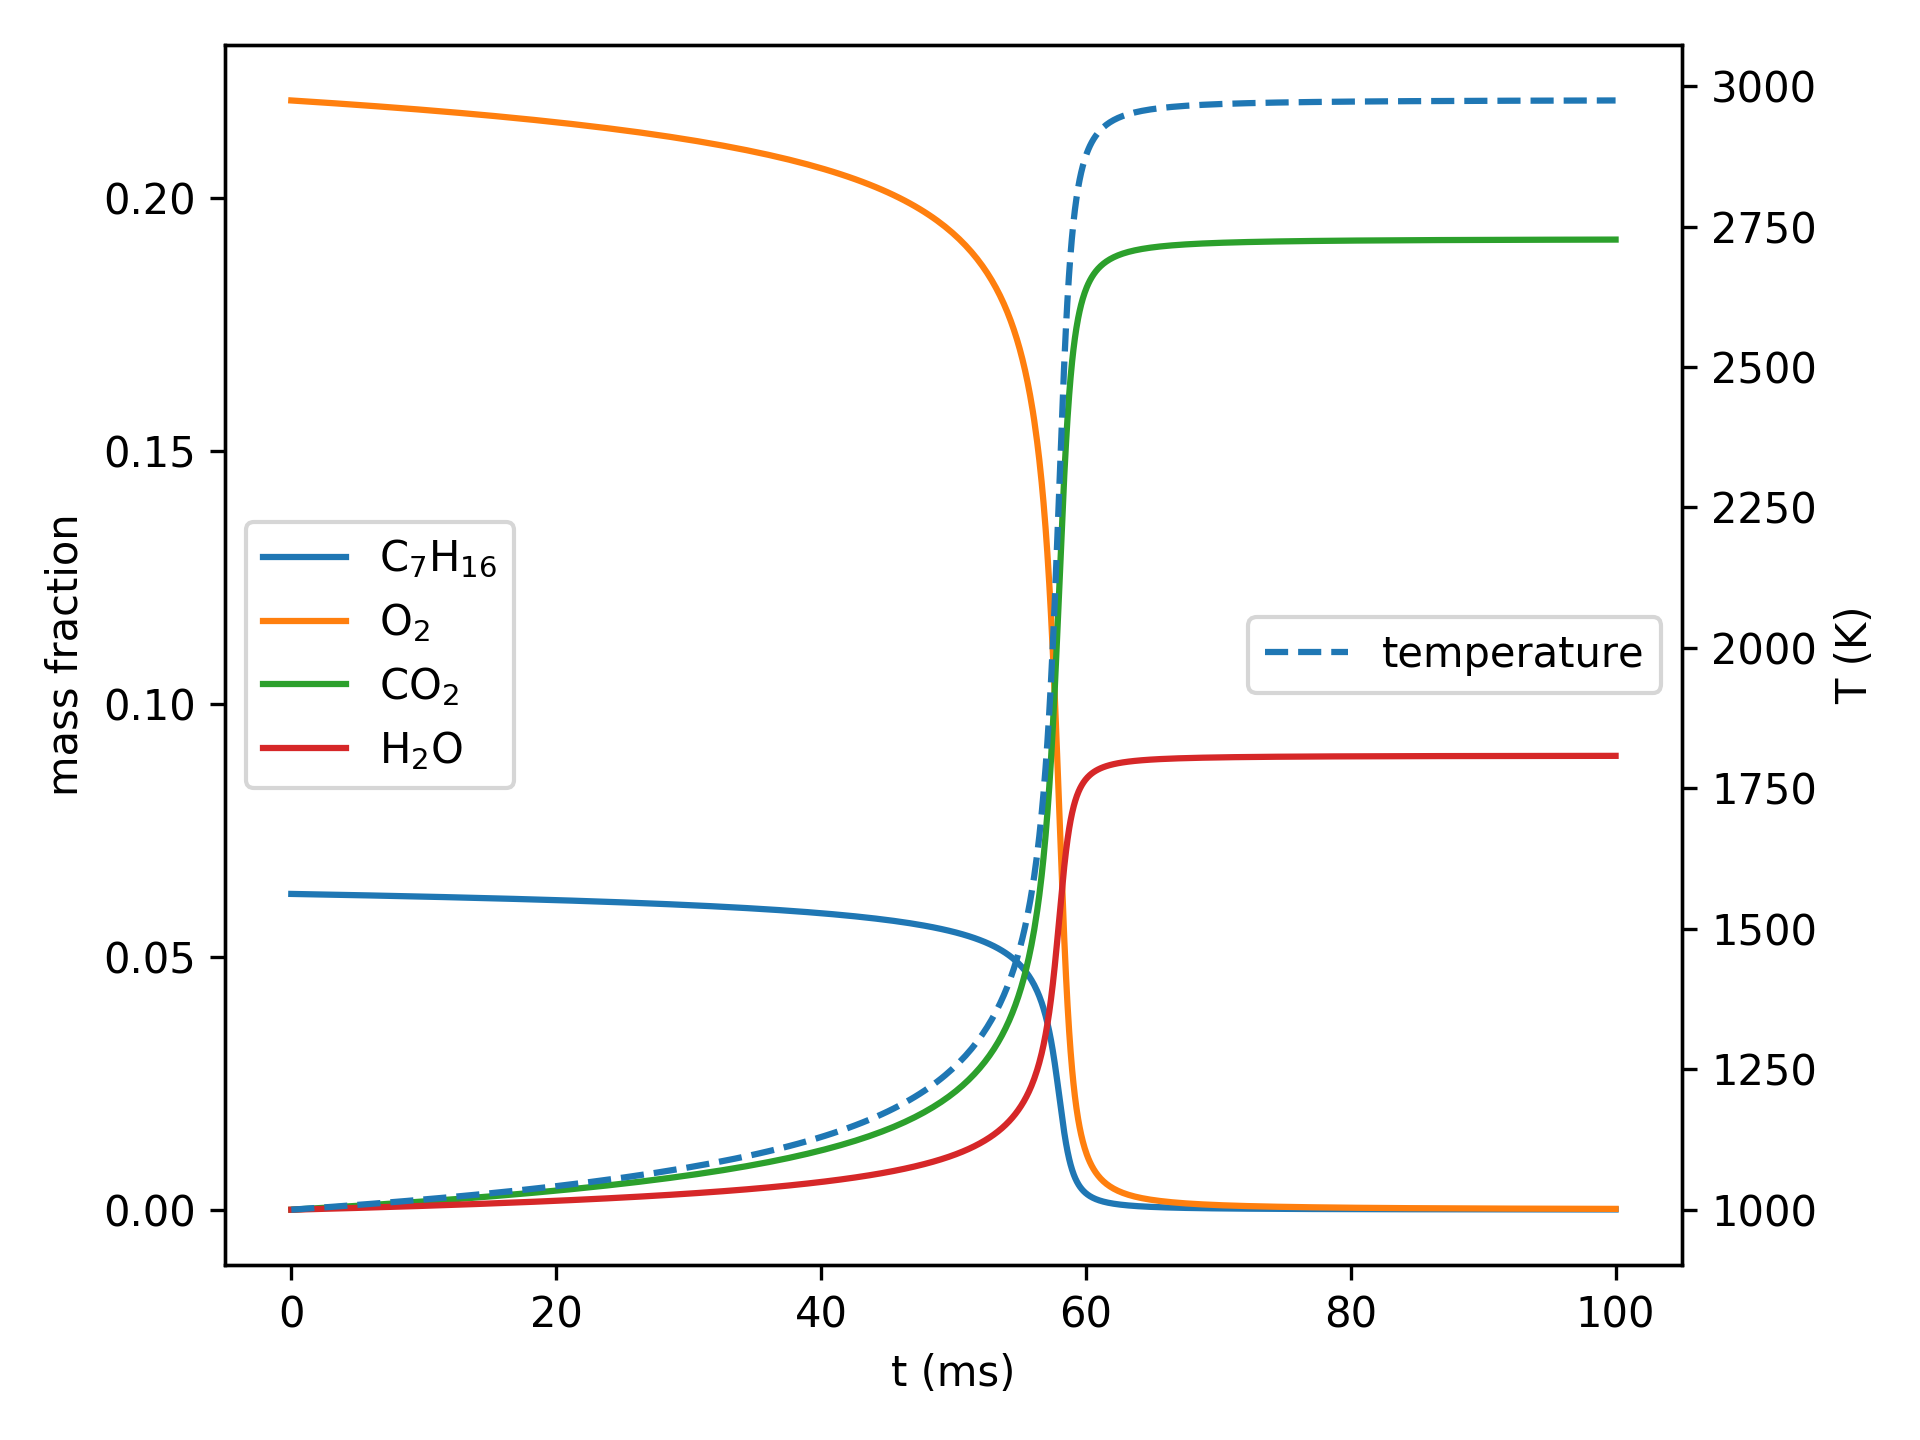 0.20
0.15
0.10
0.05
0.00
mass fraction
C₇H₁₆
O₂
CO₂
H₂O
temperature
3000
2750
2500
2250
2000
1750
1500
1250
1000
T (K)
0 20 40 60 80 100
t (ms)